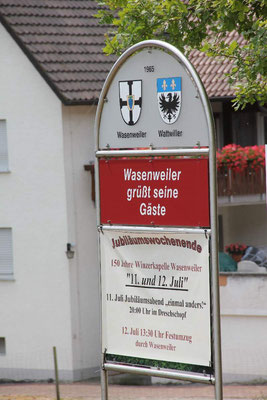 1985
Wasenweiler
Wattwiller
Wasenweiler
grüßt seine
Gäste
Jubiläumswochenende
150 Jahre Winzerkapelle Wasenweiler
"11. und 12. Juli"
11. Juli Jubiläumsabend „einmal anders!"
20:00 Uhr im Dreschschopf
12. Juli 13:30 Uhr Festumzug
durch Wasenweiler